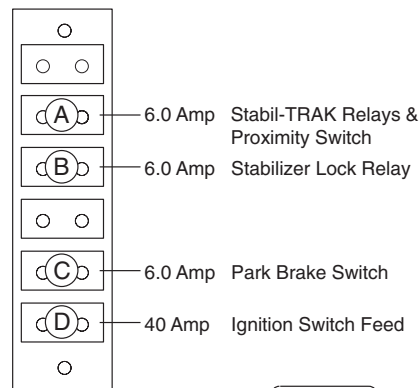 A 6.0 Amp Stabil-TRAK Relays &
Proximity Switch
B 6.0 Amp Stabilizer Lock Relay
C 6.0 Amp Park Brake Switch
D 40 Amp Ignition Switch Feed